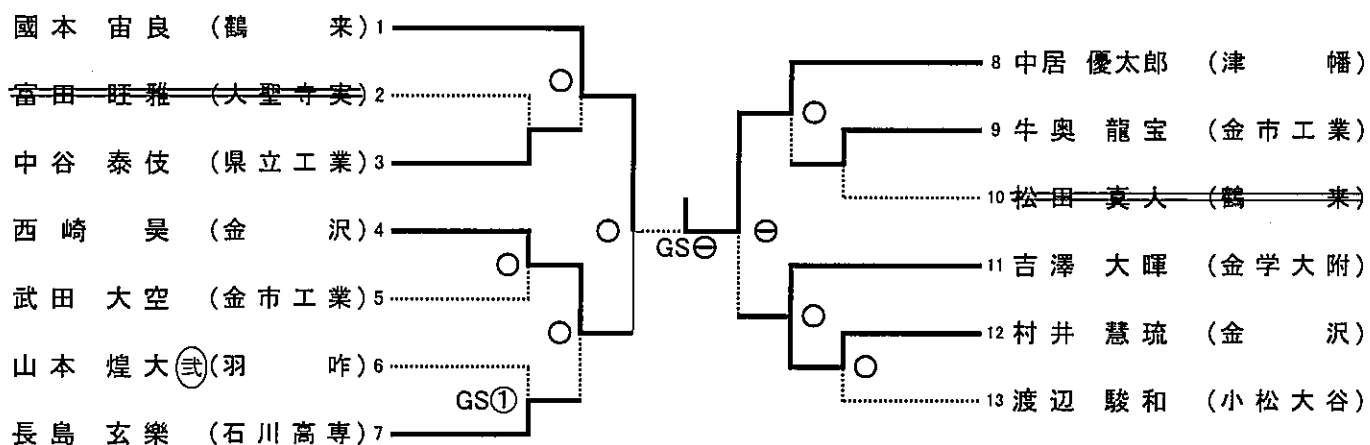 國本 宙良 (鶴 来) 1
富田 旺雅 (大聖寺実) 2
中谷 泰伎 (県立工業) 3
西崎 昊 (金 沢) 4
武田 大空 (金市工業) 5
山本 煌大 弐 (羽 咋) 6
GS①
長島 玄樂 (石川高専) 7
GS
8 中居 優太郎 (津 幡)
9 牛奥 龍宝 (金市工業)
10 松田 真人 (鶴 来)
11 吉澤 大暉 (金学大附)
12 村井 慧琉 (金 沢)
13 渡辺 駿和 (小松大谷)